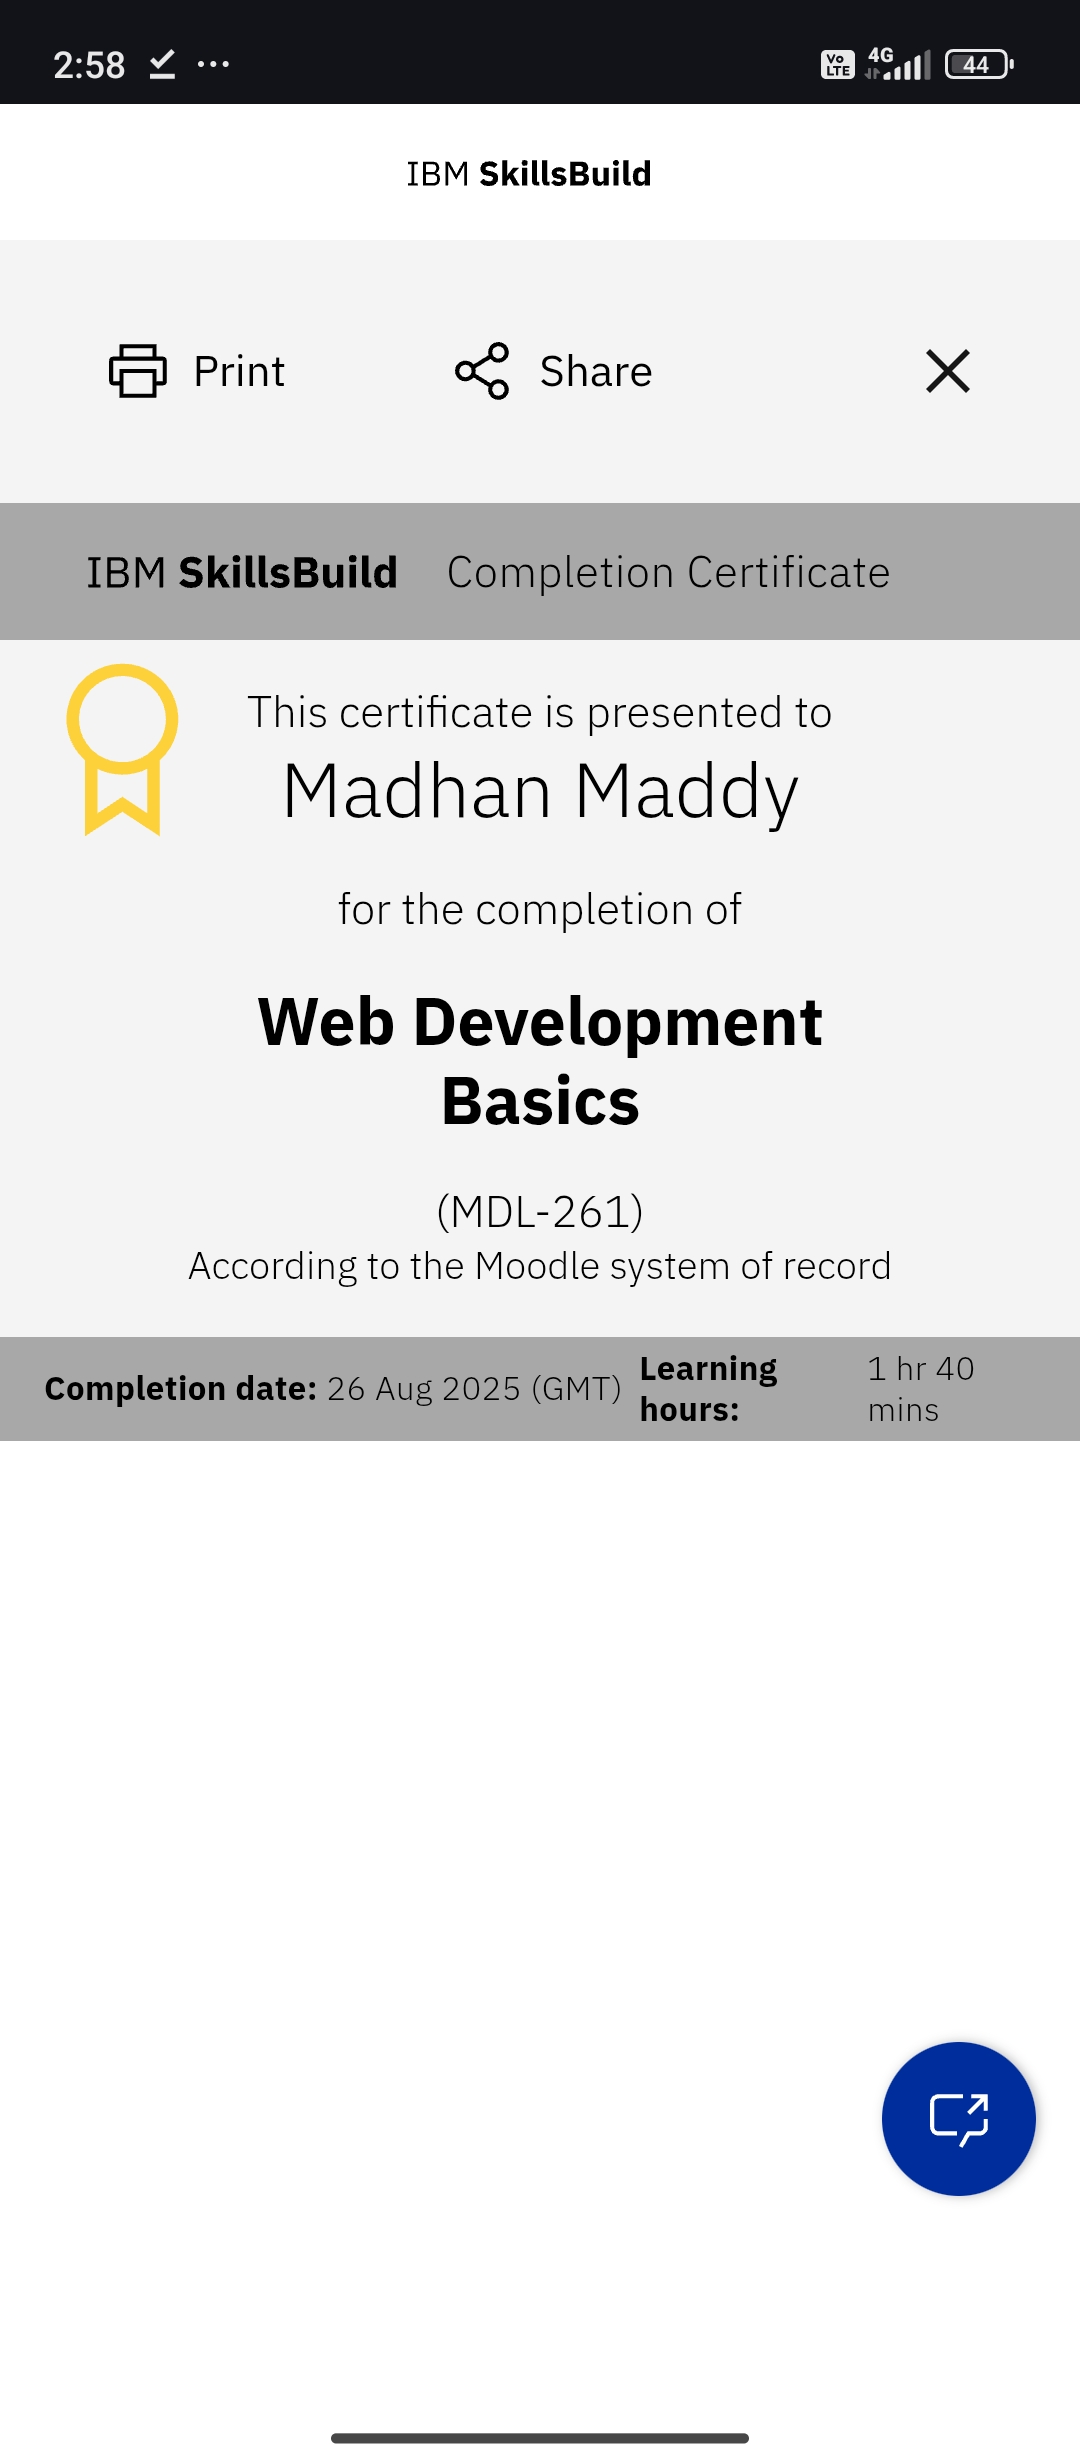 2:58
Vo LTE 4G 44
IBM SkillsBuild
Print Share
IBM SkillsBuild Completion Certificate
This certificate is presented to
Madhan Maddy
for the completion of
Web Development
Basics
(MDL-261)
According to the Moodle system of record
Completion date: 26 Aug 2025 (GMT)
Learning
hours:
1 hr 40
mins